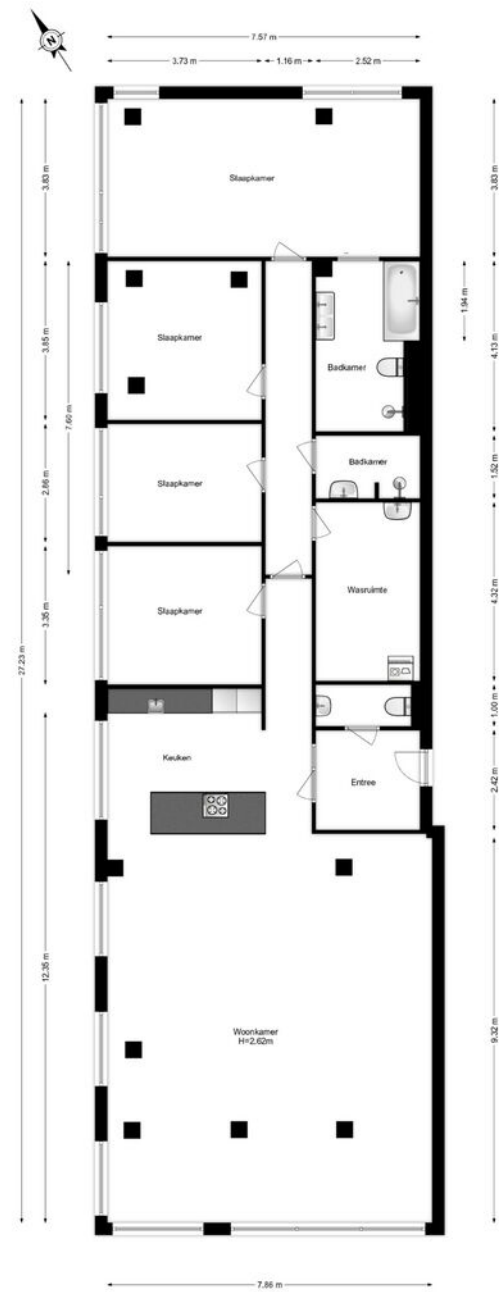 7.57 m
3.73 m
1.16 m
2.52 m
3.83 m
3.83 m
Slaapkamer
3.85 m
7.60 m
Slaapkamer
Badkamer
1.94 m
4.13 m
2.86 m
Slaapkamer
Badkamer
1.52 m
3.35 m
Slaapkamer
Wasruimte
4.32 m
27.23 m
1.00 m
Keuken
Entree
2.42 m
12.35 m
Woonkamer
H=2.62m
9.32 m
7.86 m